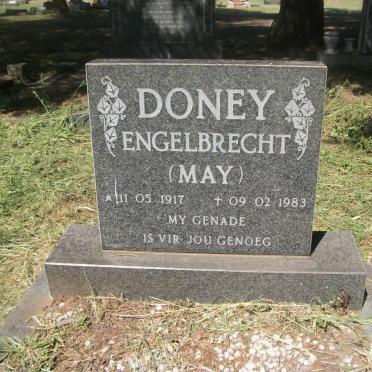 DONEY
ENGELBRECHT
(MAY)
* 11 05 1917 + 09 02 1983
MY GENADE
IS VIR JOU GENOEG